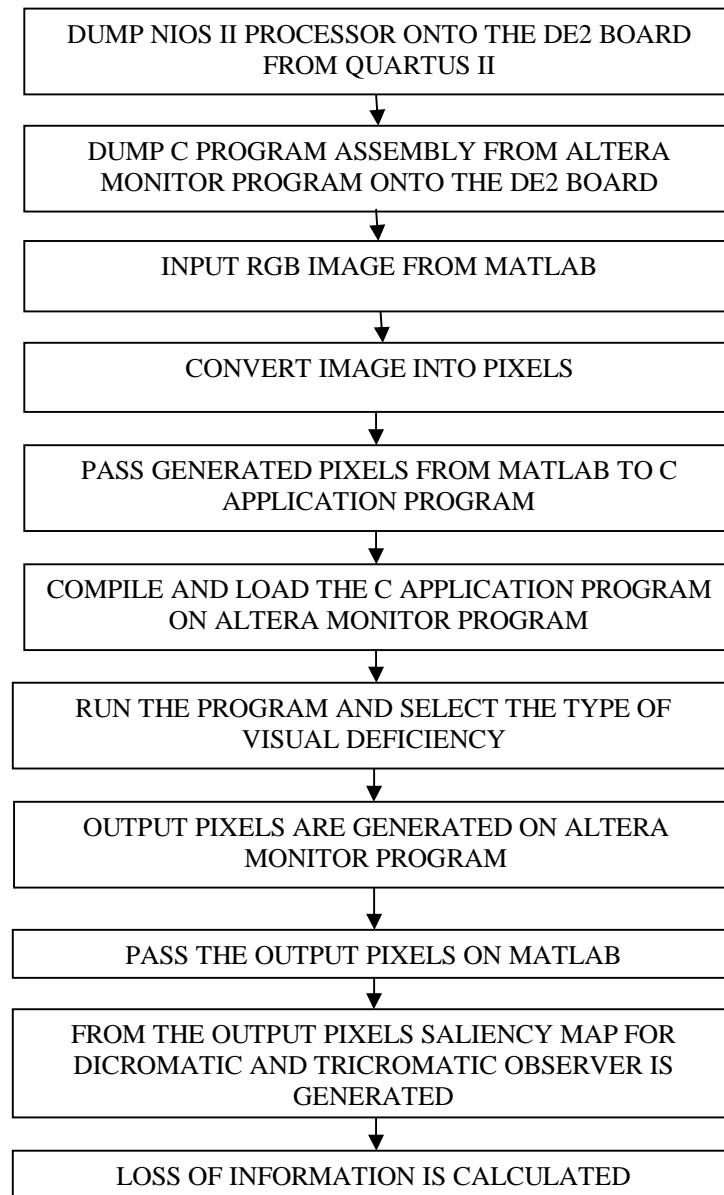 DUMP NIOS II PROCESSOR ONTO THE DE2 BOARD
FROM QUARTUS II
DUMP C PROGRAM ASSEMBLY FROM ALTERA
MONITOR PROGRAM ONTO THE DE2 BOARD
INPUT RGB IMAGE FROM MATLAB
CONVERT IMAGE INTO PIXELS
PASS GENERATED PIXELS FROM MATLAB TO C
APPLICATION PROGRAM
COMPILE AND LOAD THE C APPLICATION PROGRAM
ON ALTERA MONITOR PROGRAM
RUN THE PROGRAM AND SELECT THE TYPE OF
VISUAL DEFICIENCY
OUTPUT PIXELS ARE GENERATED ON ALTERA
MONITOR PROGRAM
PASS THE OUTPUT PIXELS ON MATLAB
FROM THE OUTPUT PIXELS SALIENCY MAP FOR
DICROMATIC AND TRICROMATIC OBSERVER IS
GENERATED
LOSS OF INFORMATION IS CALCULATED